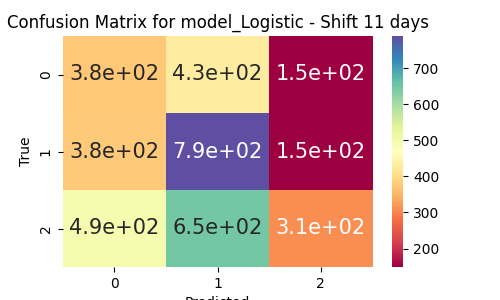 Confusion Matrix for model_Logistic - Shift 11 days
True
0 3.8e+02 4.3e+02 1.5e+02
1 3.8e+02 7.9e+02 1.5e+02
2 4.9e+02 6.5e+02 3.1e+02
0 1 2
Predicted
700
600
500
400
300
200